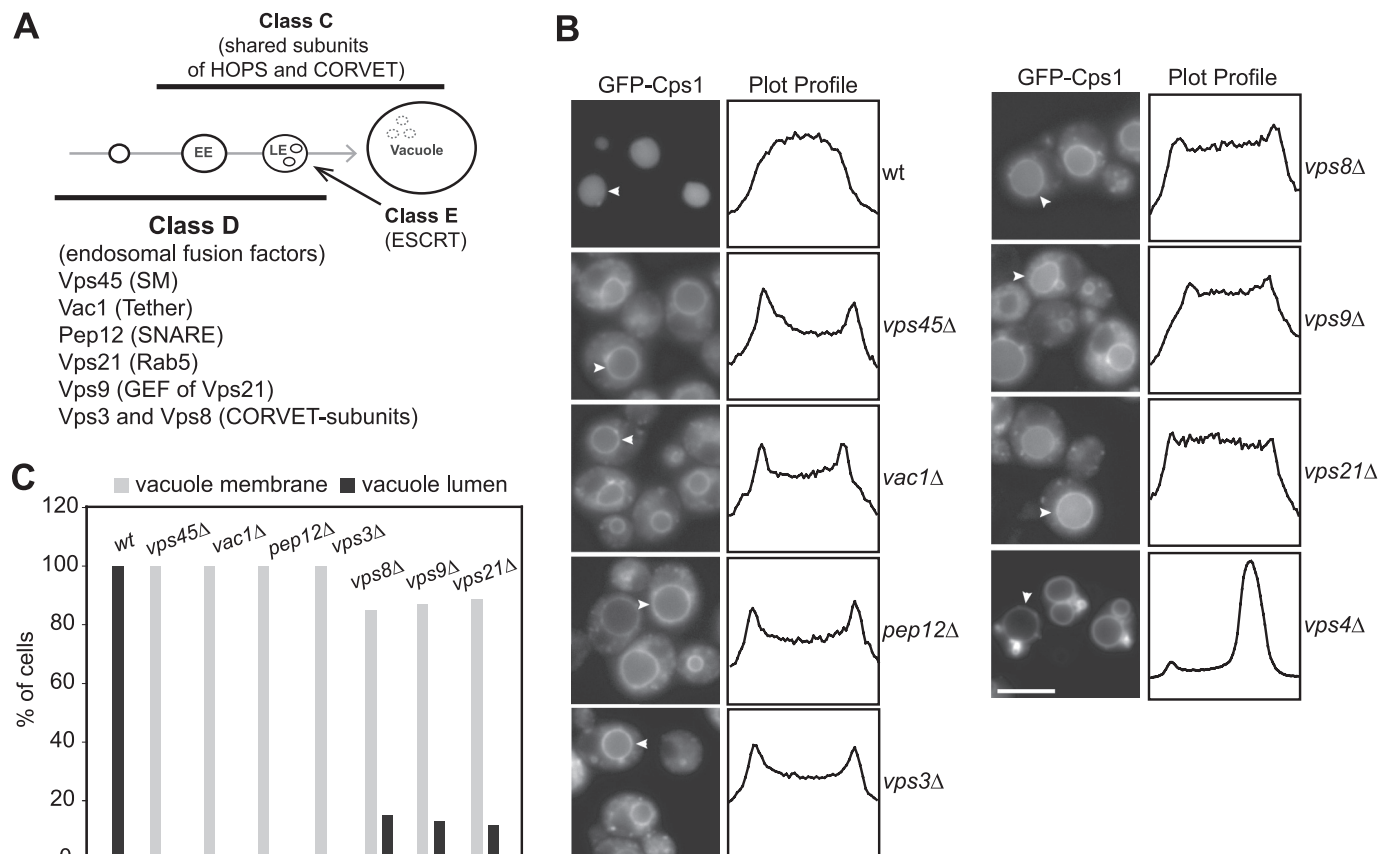 A
Class C
(shared subunits
of HOPS and CORVET)
EE
LE
Vacuole
Class D
(endosomal fusion factors)
Vps45 (SM)
Vac1 (Tether)
Pep12 (SNARE)
Vps21 (Rab5)
Vps9 (GEF of Vps21)
Vps3 and Vps8 (CORVET-subunits)
Class E
(ESCRT)
B
GFP-Cps1 Plot Profile
wt
vps45Δ
vac1Δ
pep12Δ
vps3Δ
GFP-Cps1 Plot Profile
vps8Δ
vps9Δ
vps21Δ
vps4Δ
C
vacuole membrane vacuole lumen
% of cells
120
100
80
60
40
20
0
wt vps45Δ vac1Δ pep12Δ vps3Δ
vps8Δ vps9Δ vps21Δ